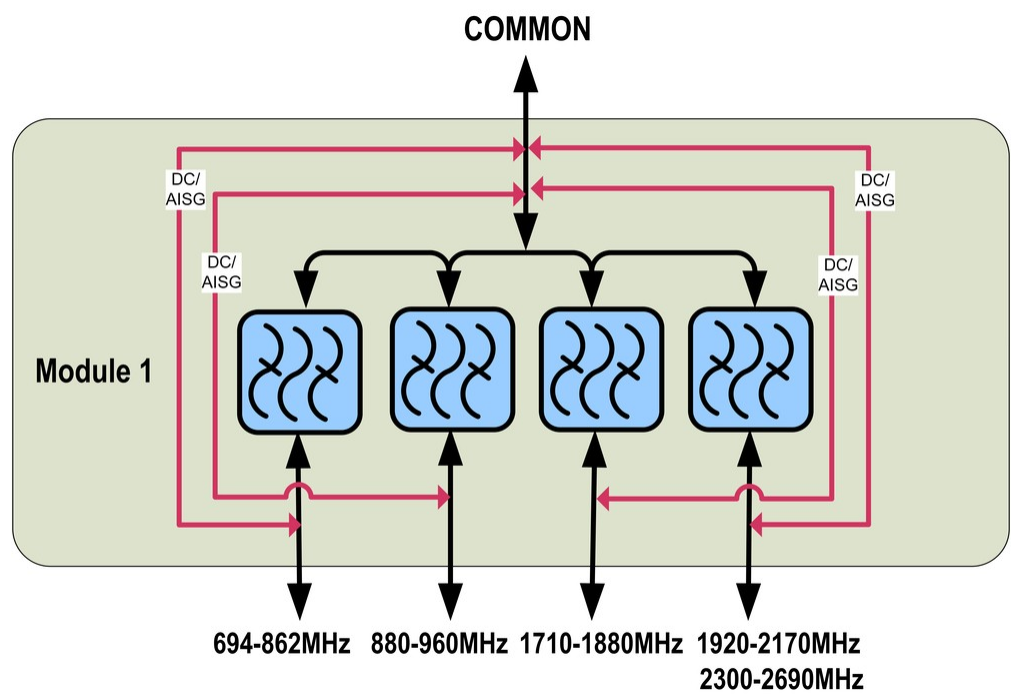 COMMON
DC/
AISG
DC/
AISG
DC/
AISG
DC/
AISG
Module 1
694-862MHz
880-960MHz
1710-1880MHz
1920-2170MHz
2300-2690MHz